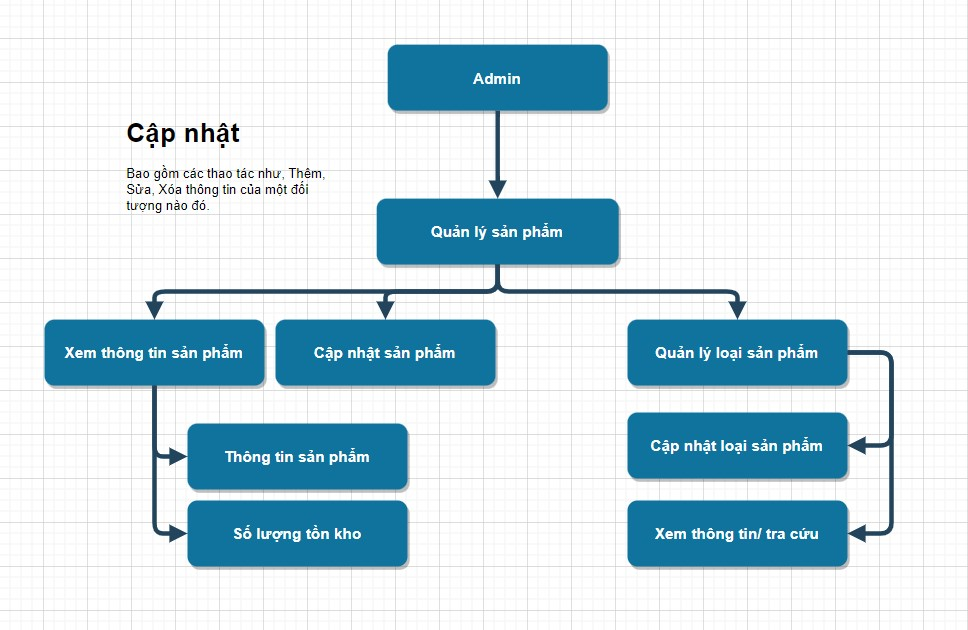 Admin
Cập nhật
Bao gồm các thao tác như, Thêm,
Sửa, Xóa thông tin của một đối
tượng nào đó.
Quản lý sản phẩm
Xem thông tin sản phẩm
Cập nhật sản phẩm
Quản lý loại sản phẩm
Cập nhật loại sản phẩm
Thông tin sản phẩm
Số lượng tồn kho
Xem thông tin/ tra cứu